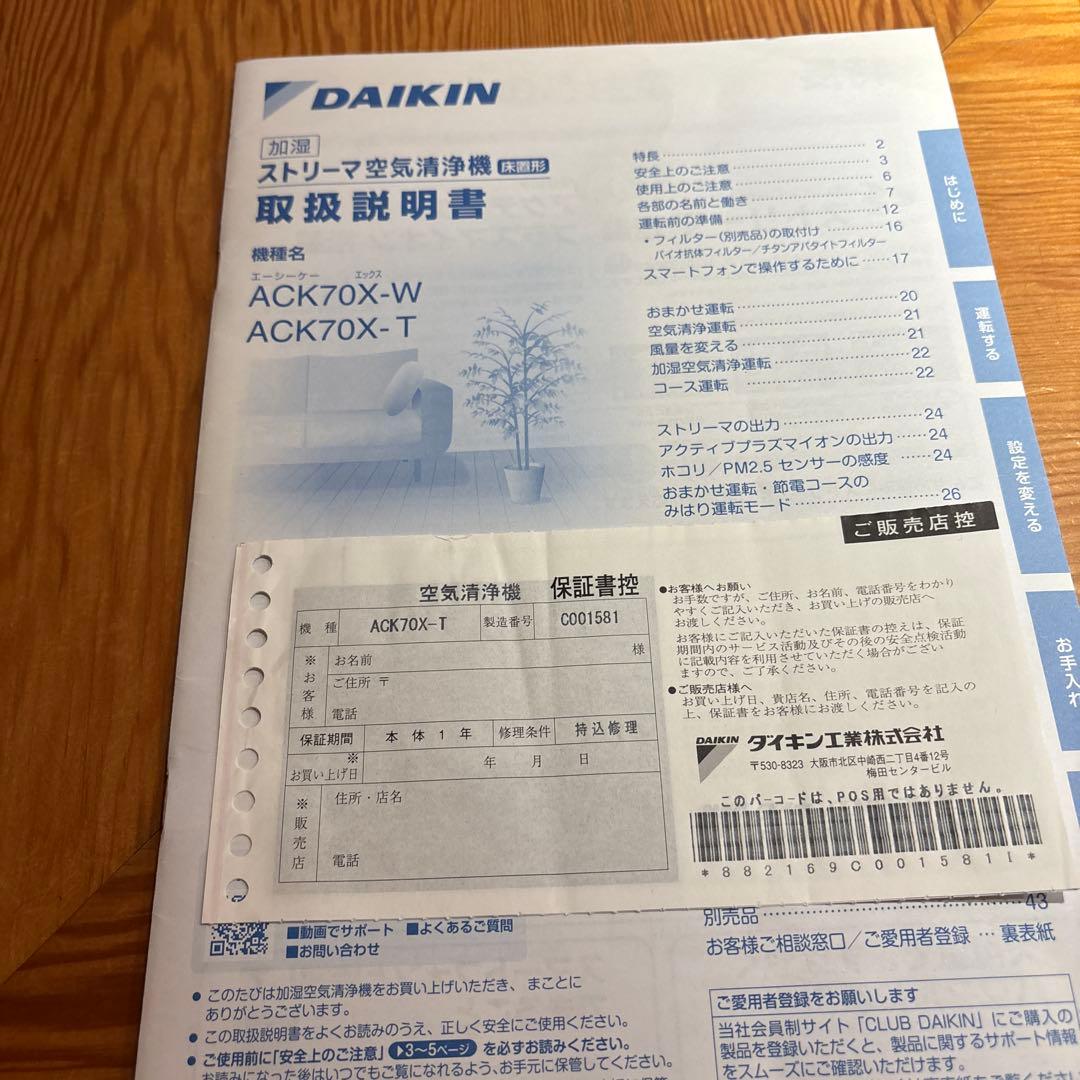 DAIKIN
加湿
ストリーマ空気清浄機 床置形
取扱説明書
機種名
エーシーケー エックス
ACK70X-W
ACK70X-T
特長 2
安全上のご注意 3
使用上のご注意 6
各部の名前と働き 7
運転前の準備 12
・フィルター(別売品)の取付け 16
バイオ抗体フィルター/チタンアパタイトフィルター
スマートフォンで操作するために 17
おまかせ運転 20
空気清浄運転 21
風量を変える 21
加湿空気清浄運転 22
コース運転 22
ストリーマの出力 24
アクティブプラズマイオンの出力 24
ホコリ/PM2.5 センサーの感度 24
おまかせ運転・節電コースの
みはり運転モード 26
はじめに
運転する
設定を変える
お手入れ
ご販売店控
空気清浄機 保証書控
機種 ACK70X-T 製造番号 C001581
※お客様
お名前 様
ご住所 〒
電話
保証期間 本体1年 修理条件 持込修理
※
お買い上げ日 年 月 日
※販売店
住所・店名
電話
●お客様へお願い
お手数ですが、ご住所、お名前、電話番号をわかり
やすくご記入いただき、お買い上げの販売店へ
お渡しください。
お客様にご記入いただいた保証書の控えは、保証
期間内のサービス活動及びその後の安全点検活動
に記載内容を利用させていただく場合がござい
ますので、ご了承ください。
●ご販売店様へ
お買い上げ日、貴店名、住所、電話番号を記入の
上、保証書をお客様にお渡しください。
DAIKIN ダイキン工業株式会社
〒530-8323 大阪市北区中崎西二丁目4番12号
梅田センタービル
このバーコードは、POS用ではありません。
*882169C001581I*
別売品 43
お客様ご相談窓口/ご愛用者登録 … 裏表紙
■動画でサポート ■よくあるご質問
■お問い合わせ
● このたびは加湿空気清浄機をお買い上げいただき、まことに
ありがとうございます。
● この取扱説明書をよくお読みのうえ、正しく安全にご使用ください。
● ご使用前に「安全上のご注意」 ▶3〜5ページ を必ずお読みください。
お読みになった後はいつでもご覧になれるよう、お手元に保管してください。
ご愛用者登録をお願いします
当社会員制サイト「CLUB DAIKIN」にご購入の
製品を登録いただくと、製品に関するサポート情報
をスムーズにご確認いただけます。